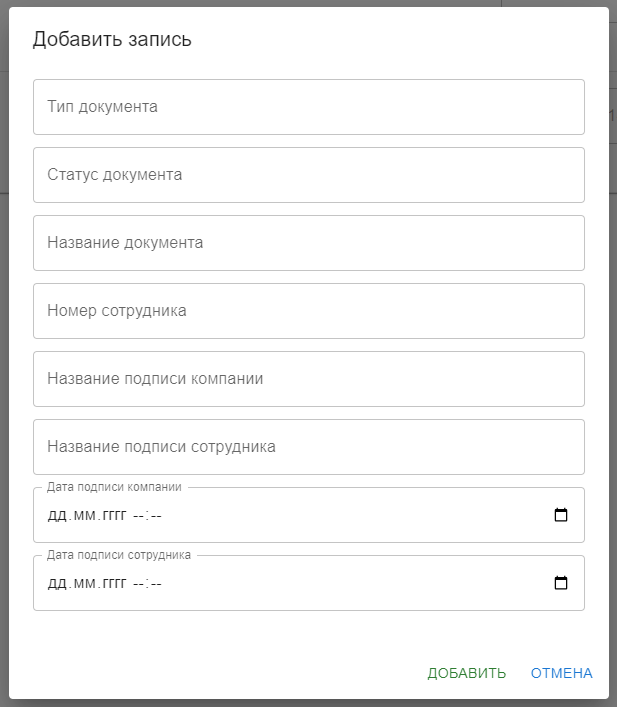 Добавить запись
Тип документа
Статус документа
Название документа
Номер сотрудника
Название подписи компании
Название подписи сотрудника
Дата подписи компании
ДД.ММ.ГГГГ --:--
Дата подписи сотрудника
ДД.ММ.ГГГГ --:--
ДОБАВИТЬ ОТМЕНА